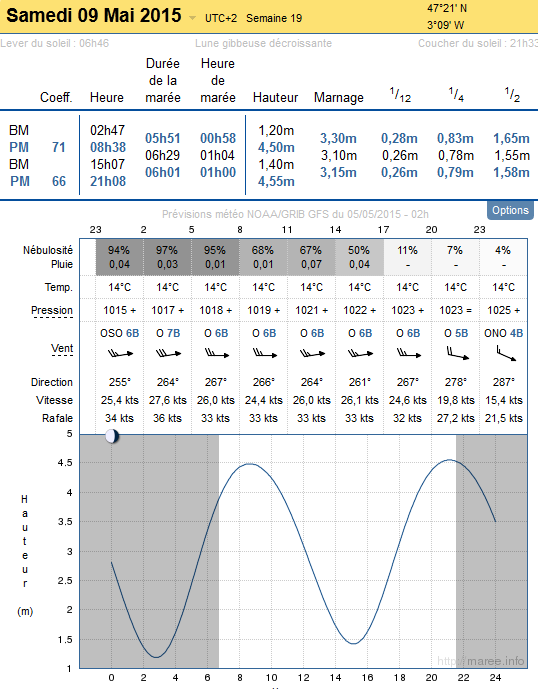 Samedi 09 Mai 2015 UTC+2 Semaine 19 47°21' N
3°09' W
Lever du soleil : 06h46 Lune gibbeuse décroissante Coucher du soleil : 21h33
Coeff. Heure Durée de la marée Heure de marée Hauteur Marnage 1/12 1/4 1/2
BM 02h47 1,20m
05h51 00h58 3,30m 0,28m 0,83m 1,65m
PM 71 08h38 4,50m
06h29 01h04 3,10m 0,26m 0,78m 1,55m
BM 15h07 1,40m
06h01 01h00 3,15m 0,26m 0,79m 1,58m
PM 66 21h08 4,55m
Prévisions météo NOAA/GRIB GFS du 05/05/2015 - 02h Options
23 2 5 8 11 14 17 20 23
Nébulosité 94% 97% 95% 68% 67% 50% 11% 7% 4%
Pluie 0,04 0,03 0,01 0,01 0,07 0,04 - - -
Temp. 14°C 14°C 14°C 14°C 14°C 14°C 14°C 14°C 14°C
Pression 1015 + 1017 + 1018 + 1019 + 1021 + 1022 + 1023 + 1023 = 1025 +
Vent OSO 6B O 7B O 6B O 6B O 6B O 6B O 6B O 5B ONO 4B
Direction 255° 264° 267° 266° 264° 261° 267° 278° 287°
Vitesse 25,4 kts 27,6 kts 26,0 kts 24,4 kts 26,0 kts 26,1 kts 24,6 kts 19,8 kts 15,4 kts
Rafale 34 kts 36 kts 33 kts 33 kts 33 kts 33 kts 32 kts 27,2 kts 21,5 kts
5
4.5
4
3.5
3
2.5
2
1.5
1
Hauteur
(m)
http://maree.info
0 2 4 6 8 10 12 14 16 18 20 22 24